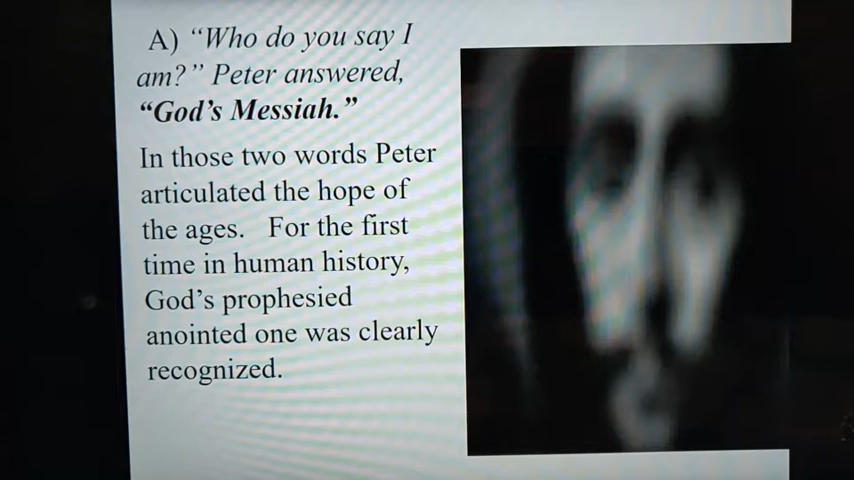 A) “Who do you say I
am?” Peter answered,
“God’s Messiah.”
In those two words Peter
articulated the hope of
the ages. For the first
time in human history,
God’s prophesied
anointed one was clearly
recognized.